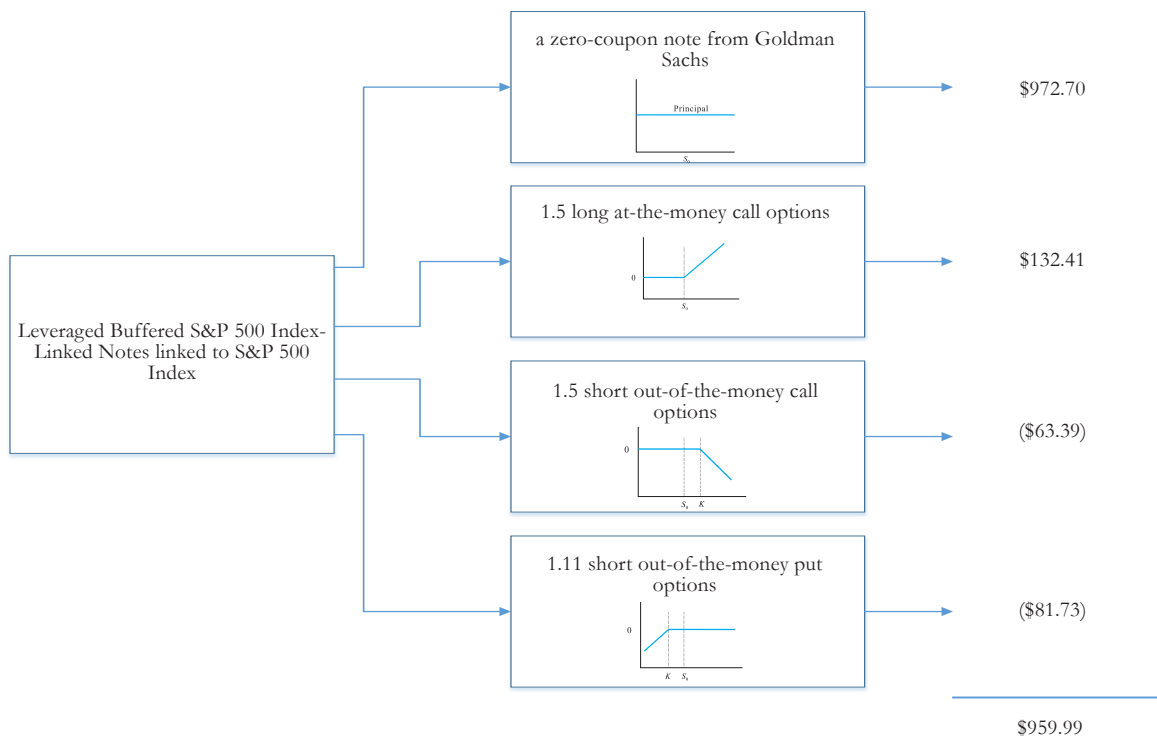 a zero-coupon note from Goldman
Sachs
Principal
S₀
$972.70
1.5 long at-the-money call options
0
S₀
$132.41
Leveraged Buffered S&P 500 Index-
Linked Notes linked to S&P 500
Index
1.5 short out-of-the-money call
options
0
S₀ K
($63.39)
1.11 short out-of-the-money put
options
0
K S₀
($81.73)
$959.99